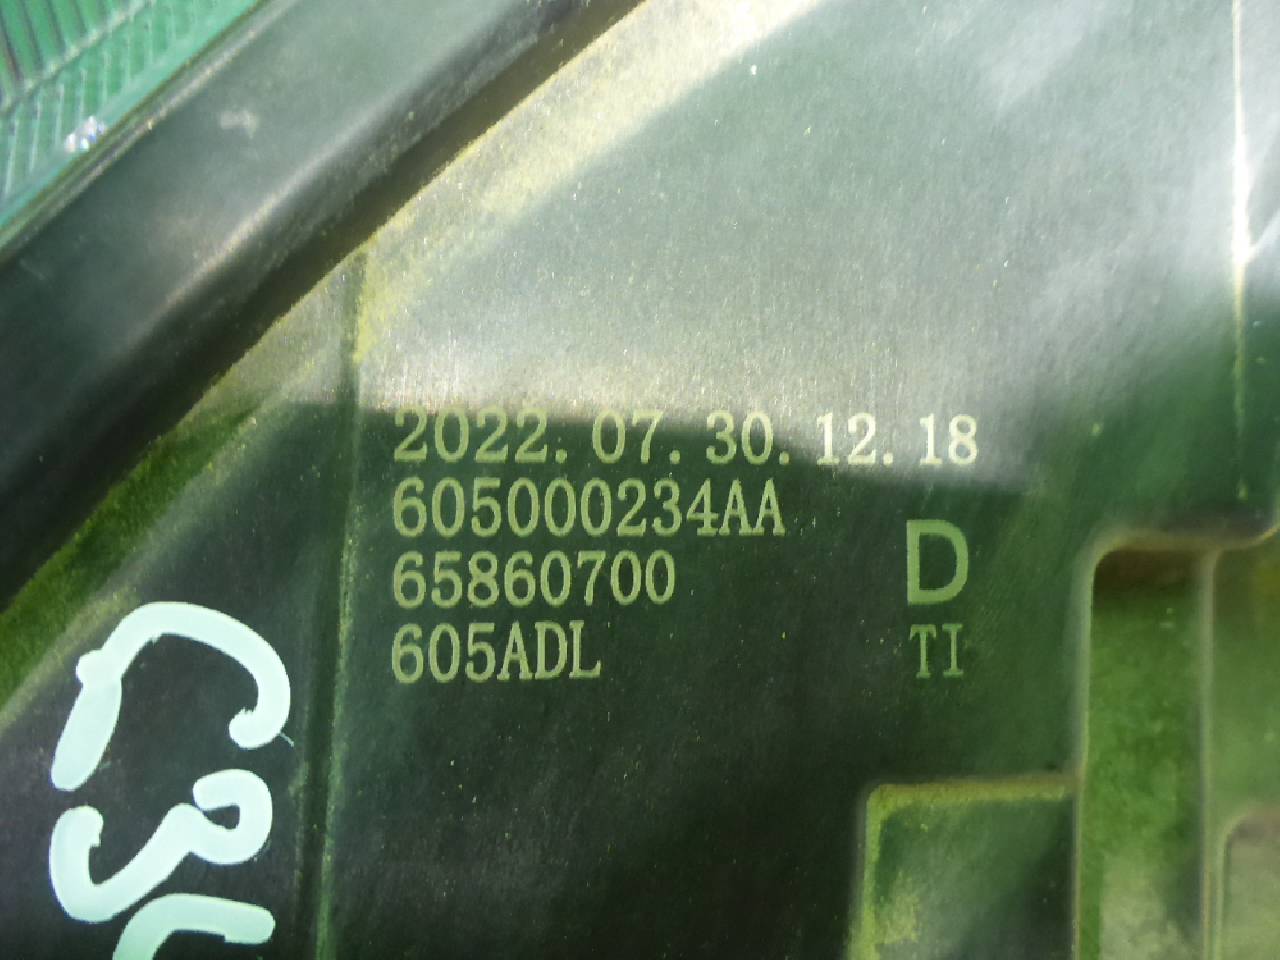 2022. 07. 30. 12. 18
605000234AA
65860700
605ADL
D
TI